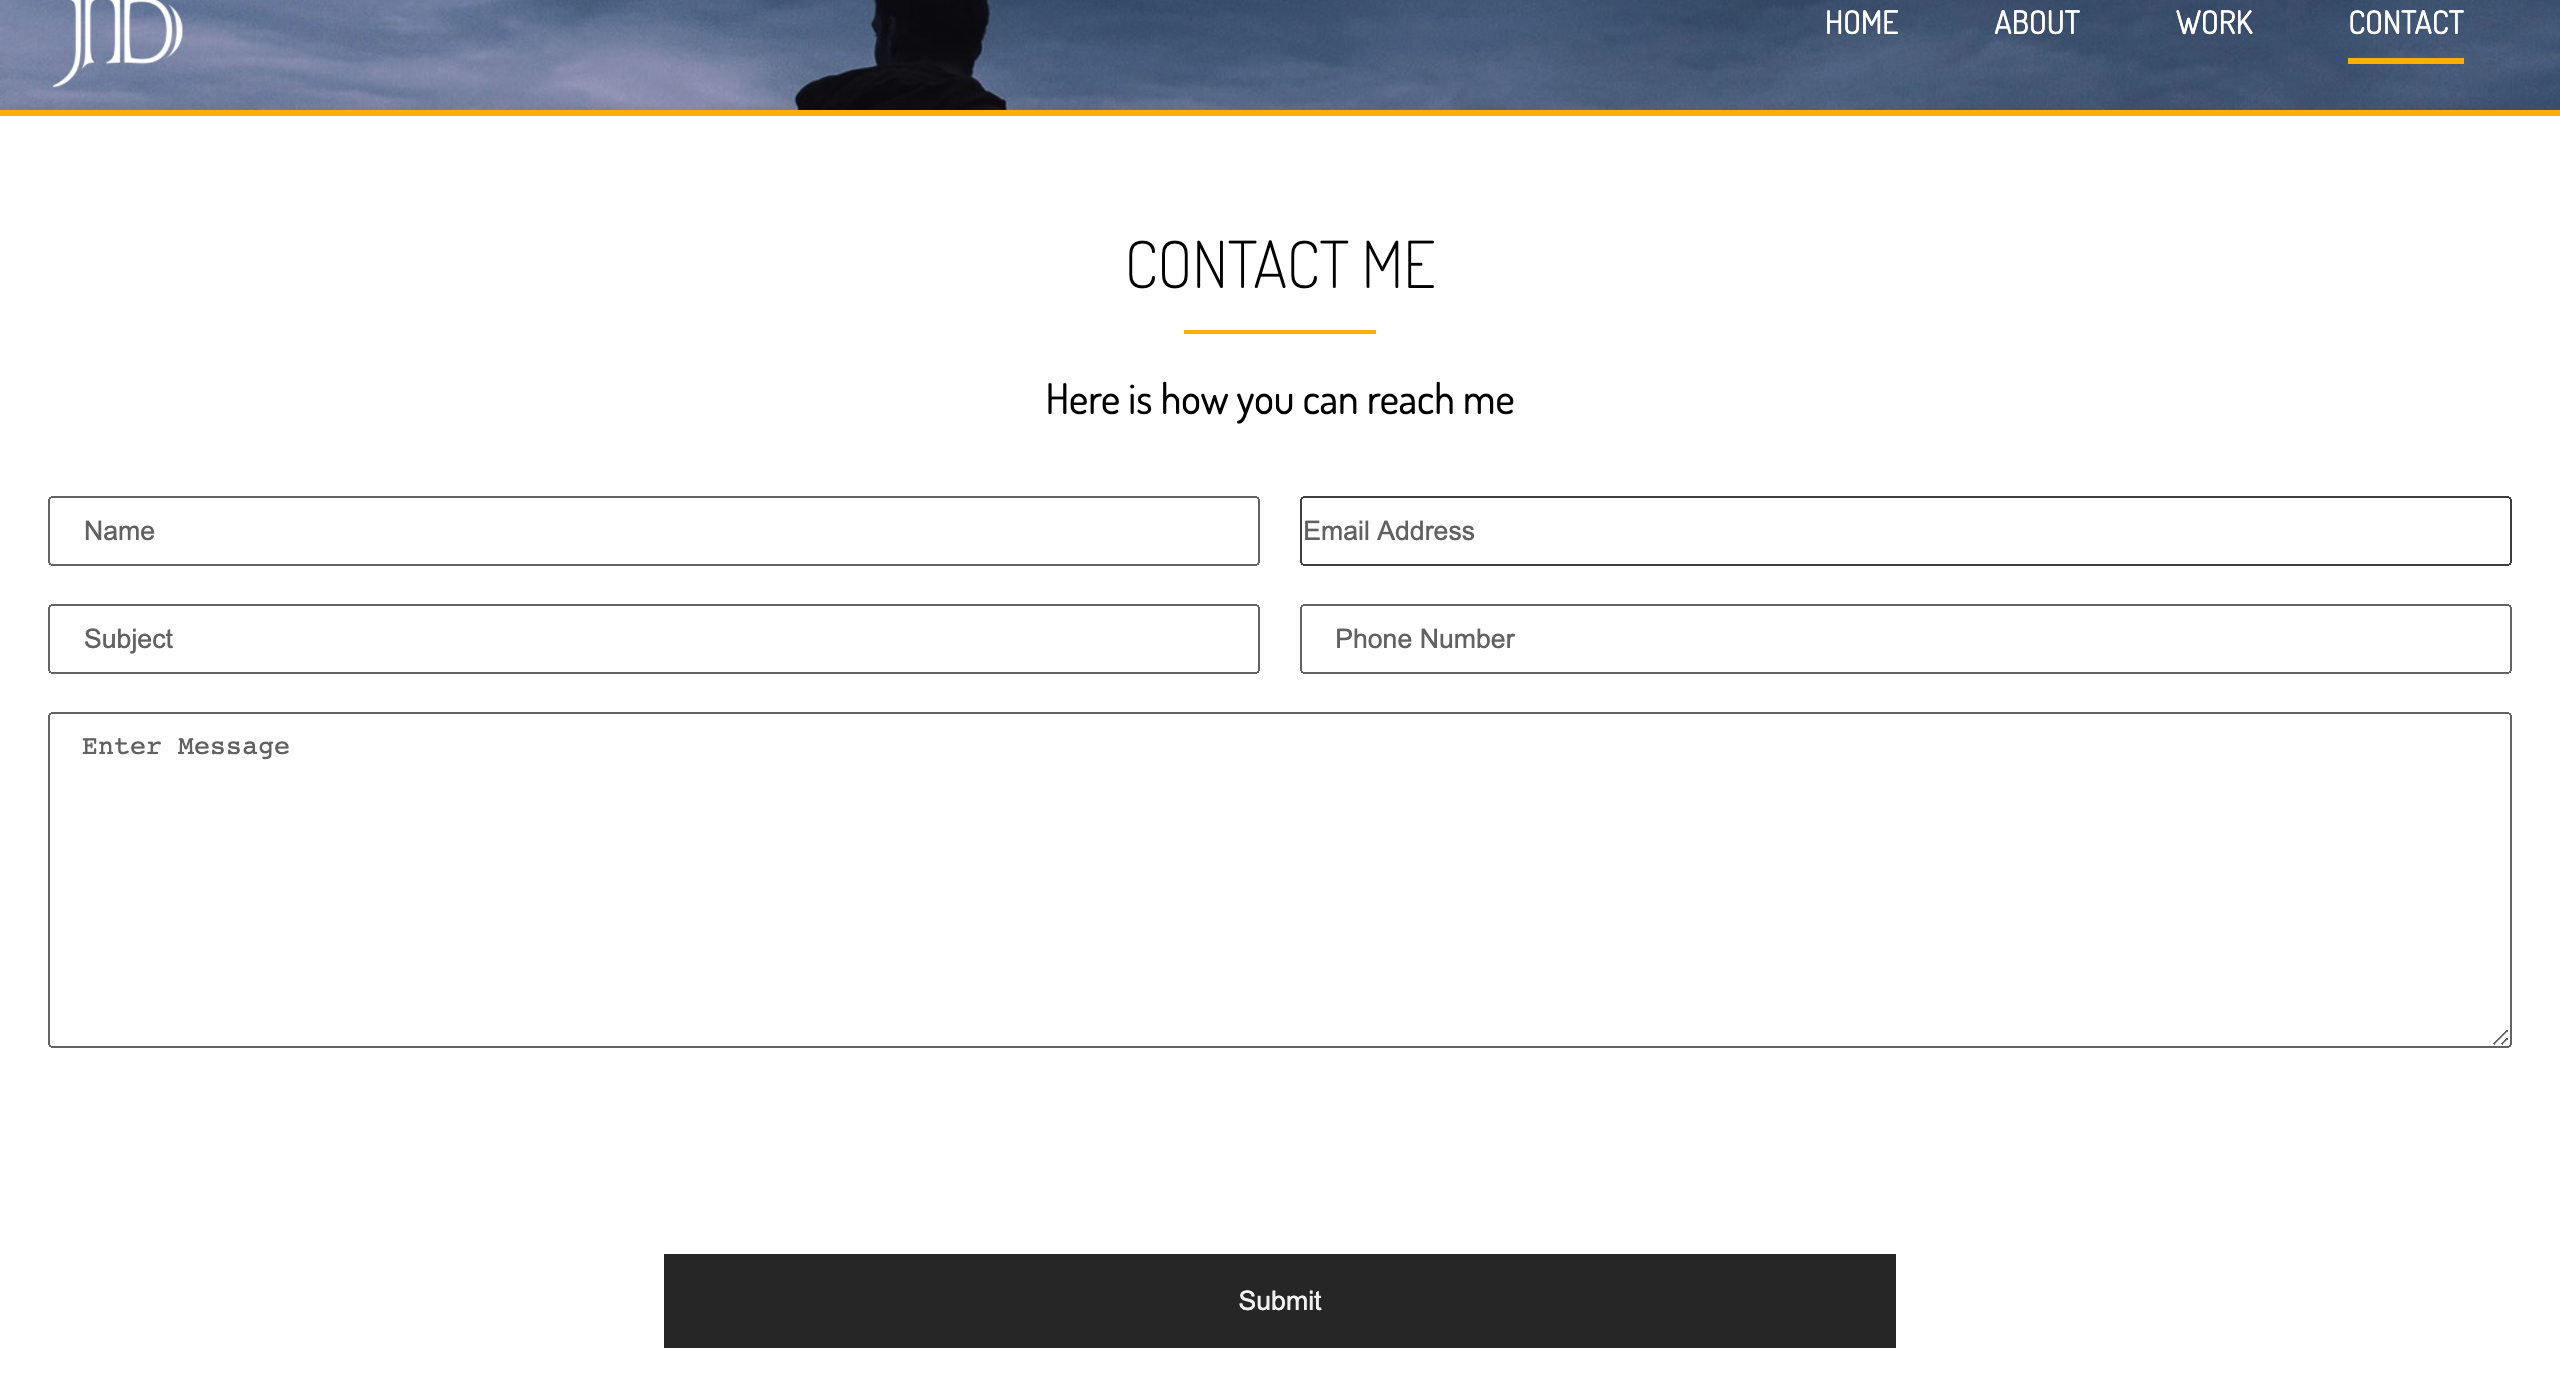 JND
HOME ABOUT WORK CONTACT
CONTACT ME
Here is how you can reach me
Name Email Address
Subject Phone Number
Enter Message
Submit